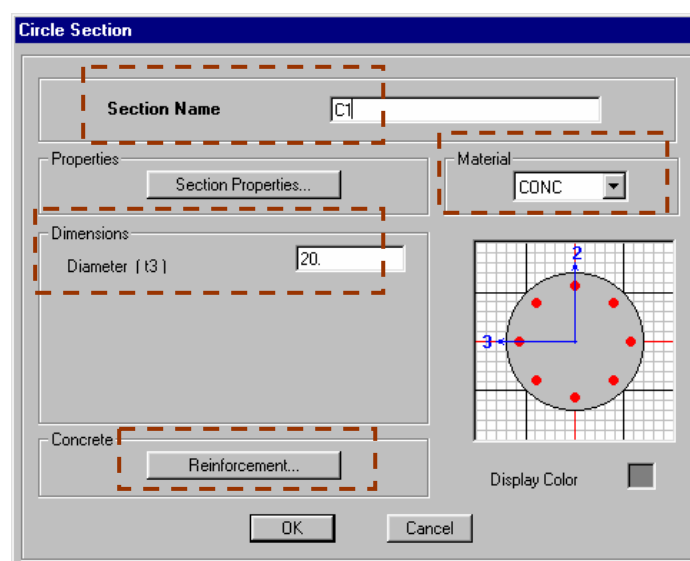 Circle Section
Section Name C1
Properties
Section Properties...
Material
CONC
Dimensions
Diameter ( t3 ) 20.
2
3
Concrete
Reinforcement...
Display Color
OK Cancel